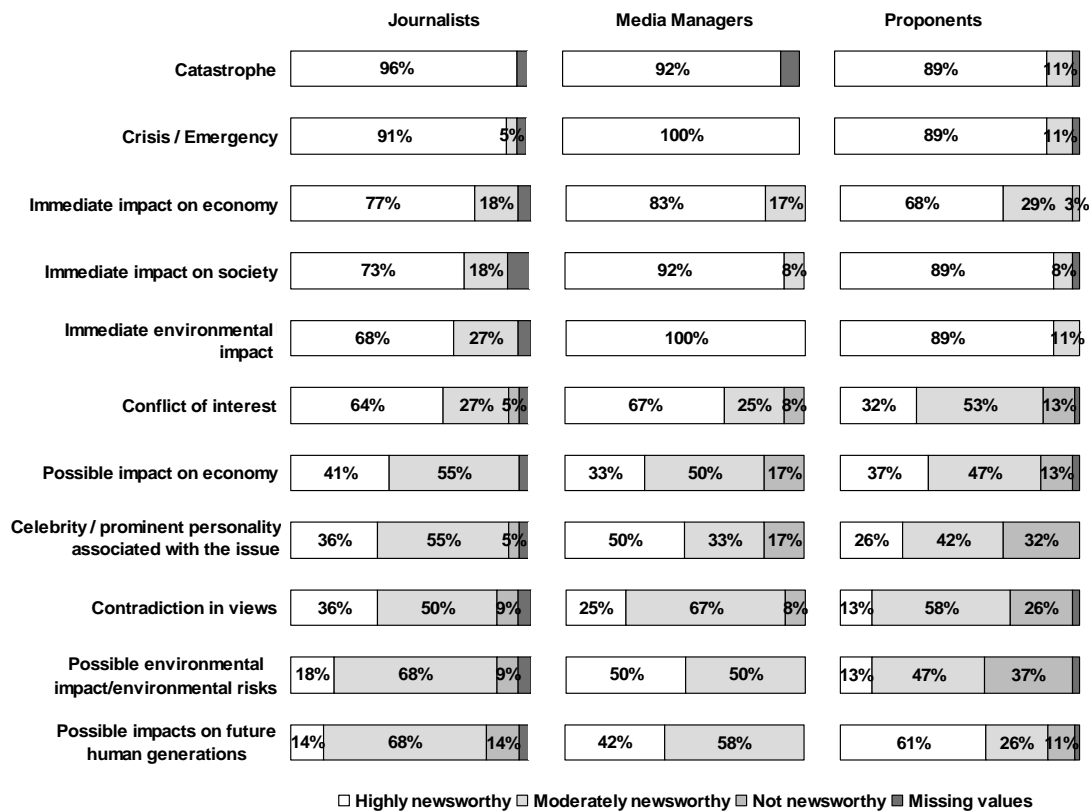 Journalists Media Managers Proponents
Catastrophe 96% 92% 89% 11%
Crisis / Emergency 91% 5% 100% 89% 11%
Immediate impact on economy 77% 18% 83% 17% 68% 29% 3%
Immediate impact on society 73% 18% 92% 8% 89% 8%
Immediate environmental
impact 68% 27% 100% 89% 11%
Conflict of interest 64% 27% 5% 67% 25% 8% 32% 53% 13%
Possible impact on economy 41% 55% 33% 50% 17% 37% 47% 13%
Celebrity / prominent personality
associated with the issue 36% 55% 5% 50% 33% 17% 26% 42% 32%
Contradiction in views 36% 50% 9% 25% 67% 8% 13% 58% 26%
Possible environmental
impact/environmental risks 18% 68% 9% 50% 50% 13% 47% 37%
Possible impacts on future
human generations 14% 68% 14% 42% 58% 61% 26% 11%
Highly newsworthy Moderately newsworthy Not newsworthy Missing values